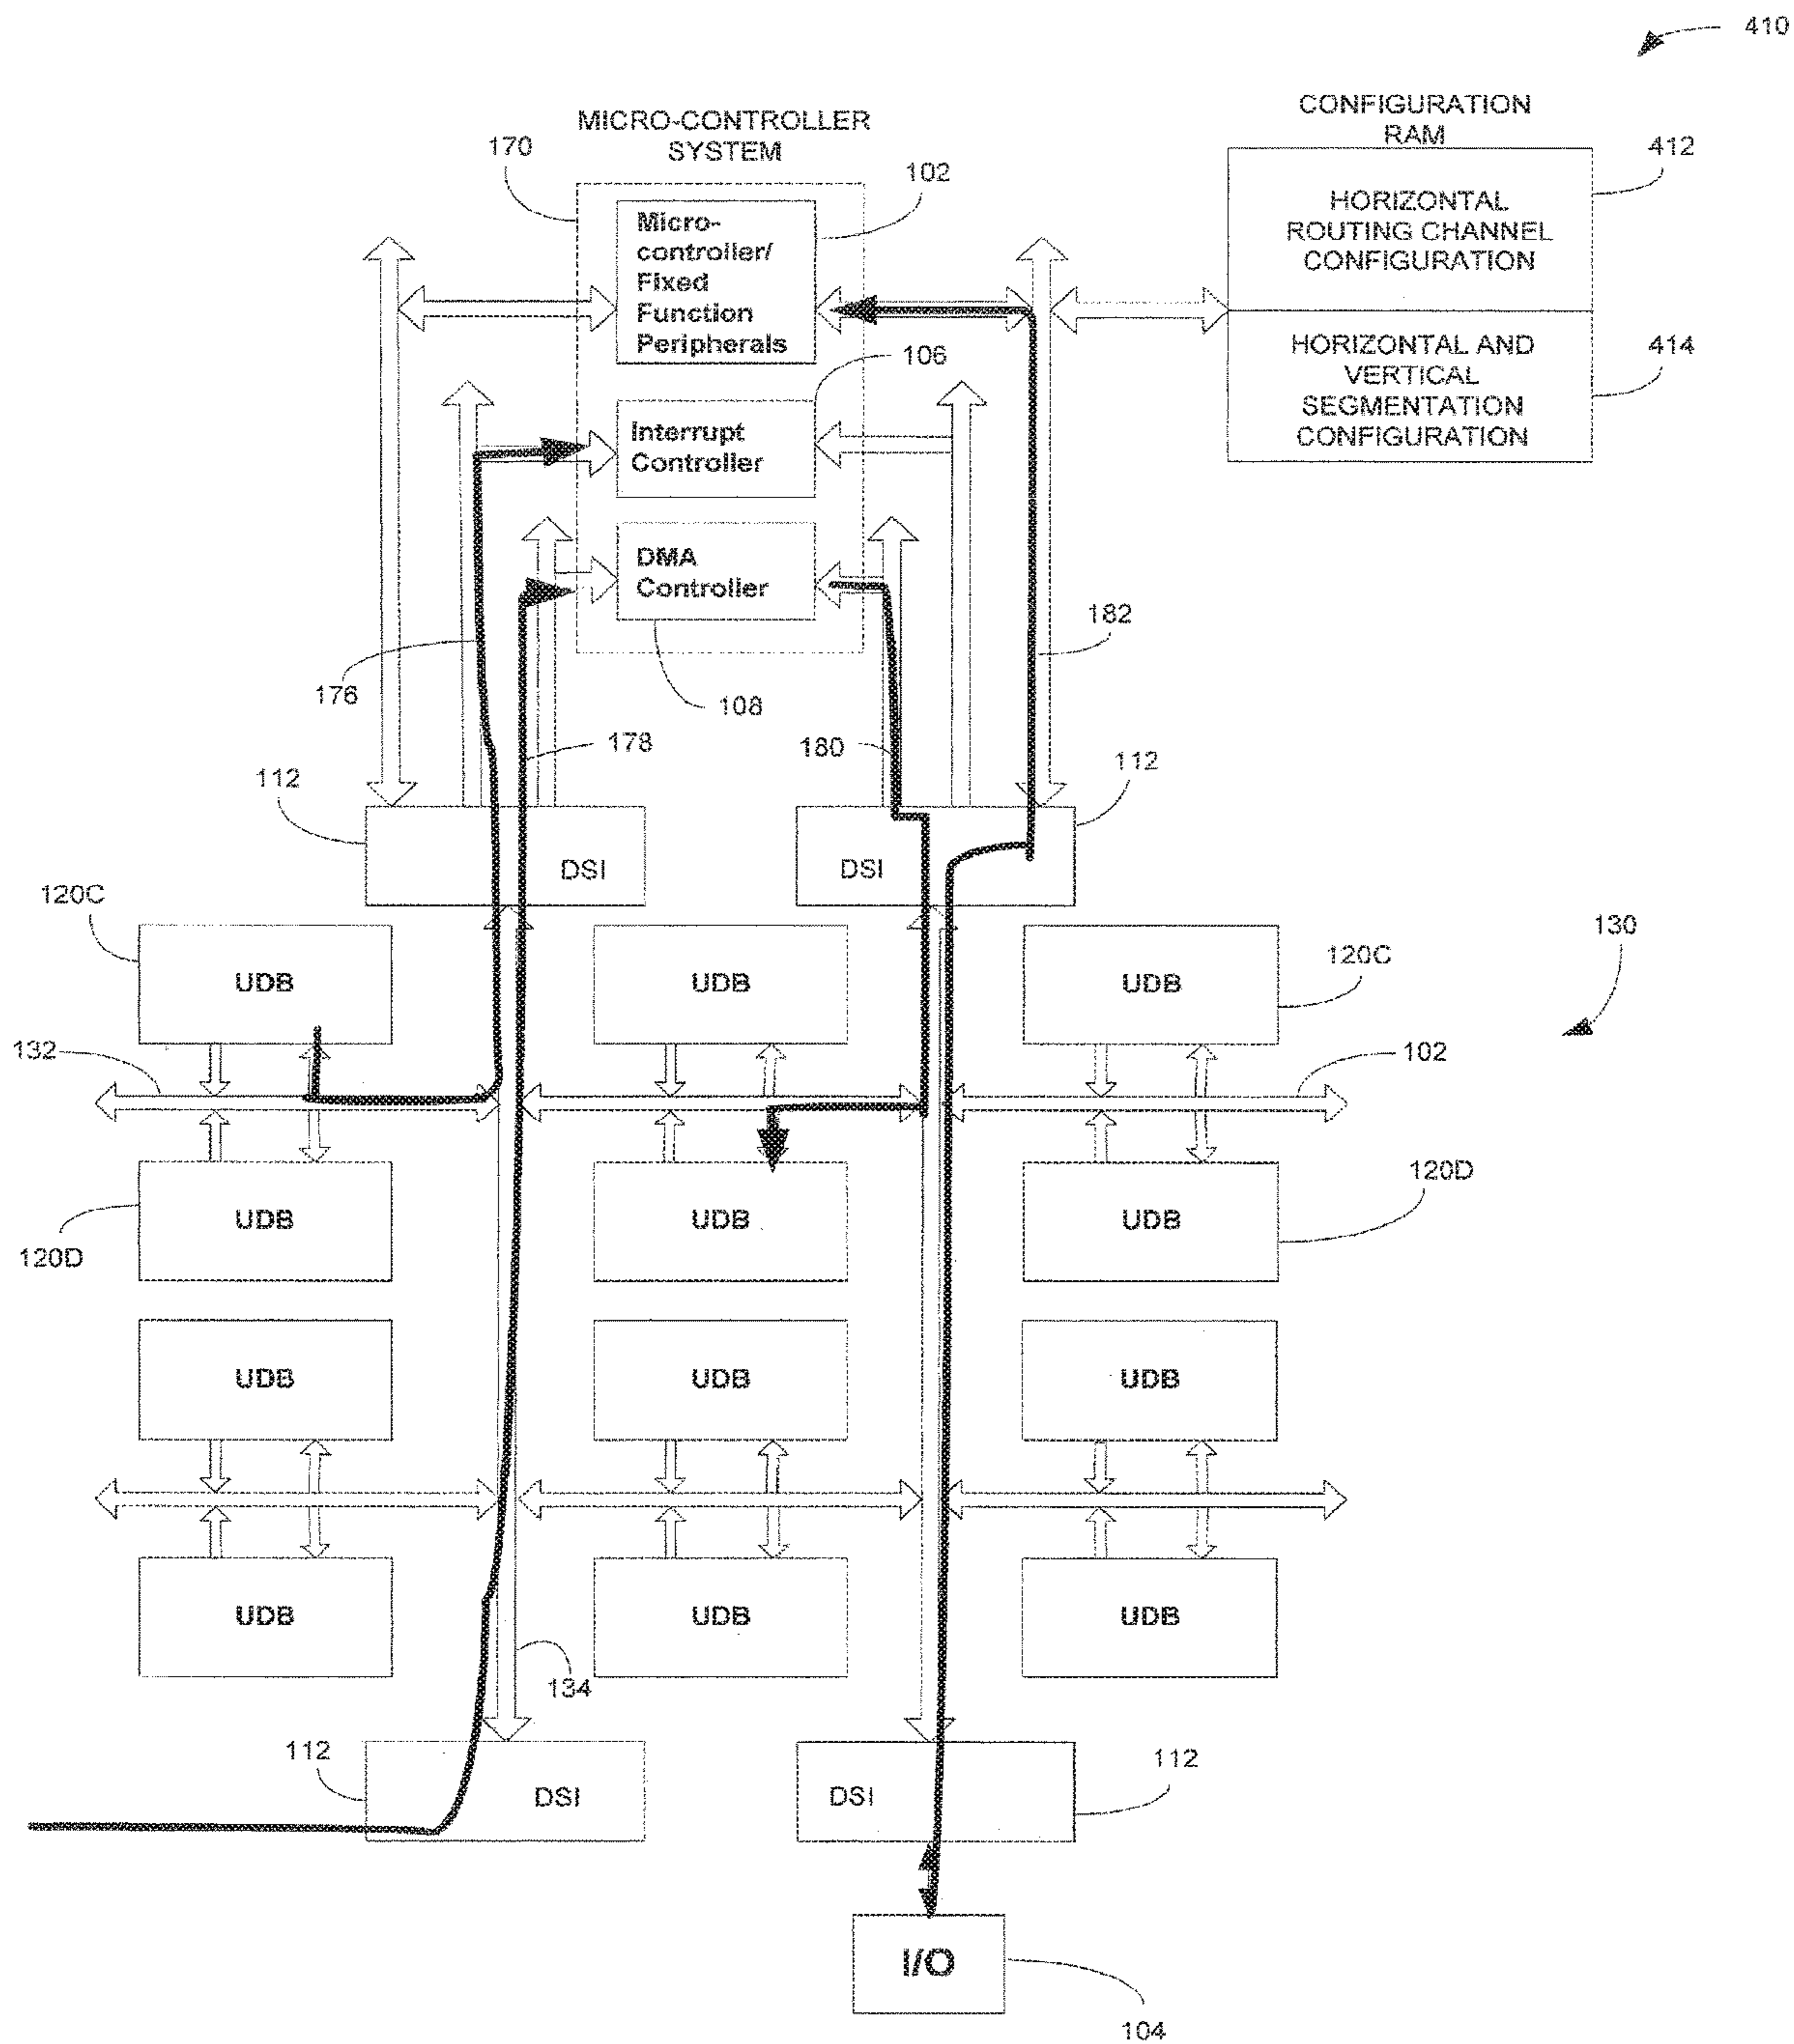 410
MICRO-CONTROLLER
SYSTEM
CONFIGURATION
RAM
170
102
412
Micro-
controller/
Fixed
Function
Peripherals
HORIZONTAL
ROUTING CHANNEL
CONFIGURATION
106
HORIZONTAL AND
VERTICAL
SEGMENTATION
CONFIGURATION
414
Interrupt
Controller
DMA
Controller
182
176
108
178
180
112
112
DSI
DSI
120C
UDB
UDB
UDB
120C
130
132
102
UDB
UDB
UDB
120D
120D
UDB
UDB
UDB
UDB
UDB
UDB
134
112
DSI
DSI
112
I/O
104